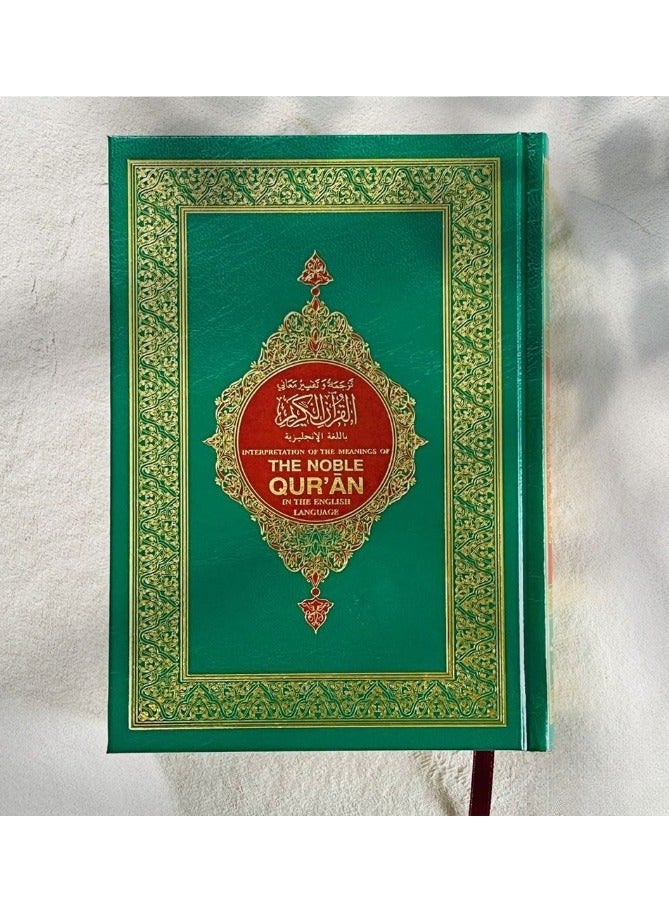 ترجمة و تفسير معاني
القرآن الكريم
باللغة الإنجليزية
INTERPRETATION OF THE MEANINGS OF
THE NOBLE
QUR'ĀN
IN THE ENGLISH
LANGUAGE